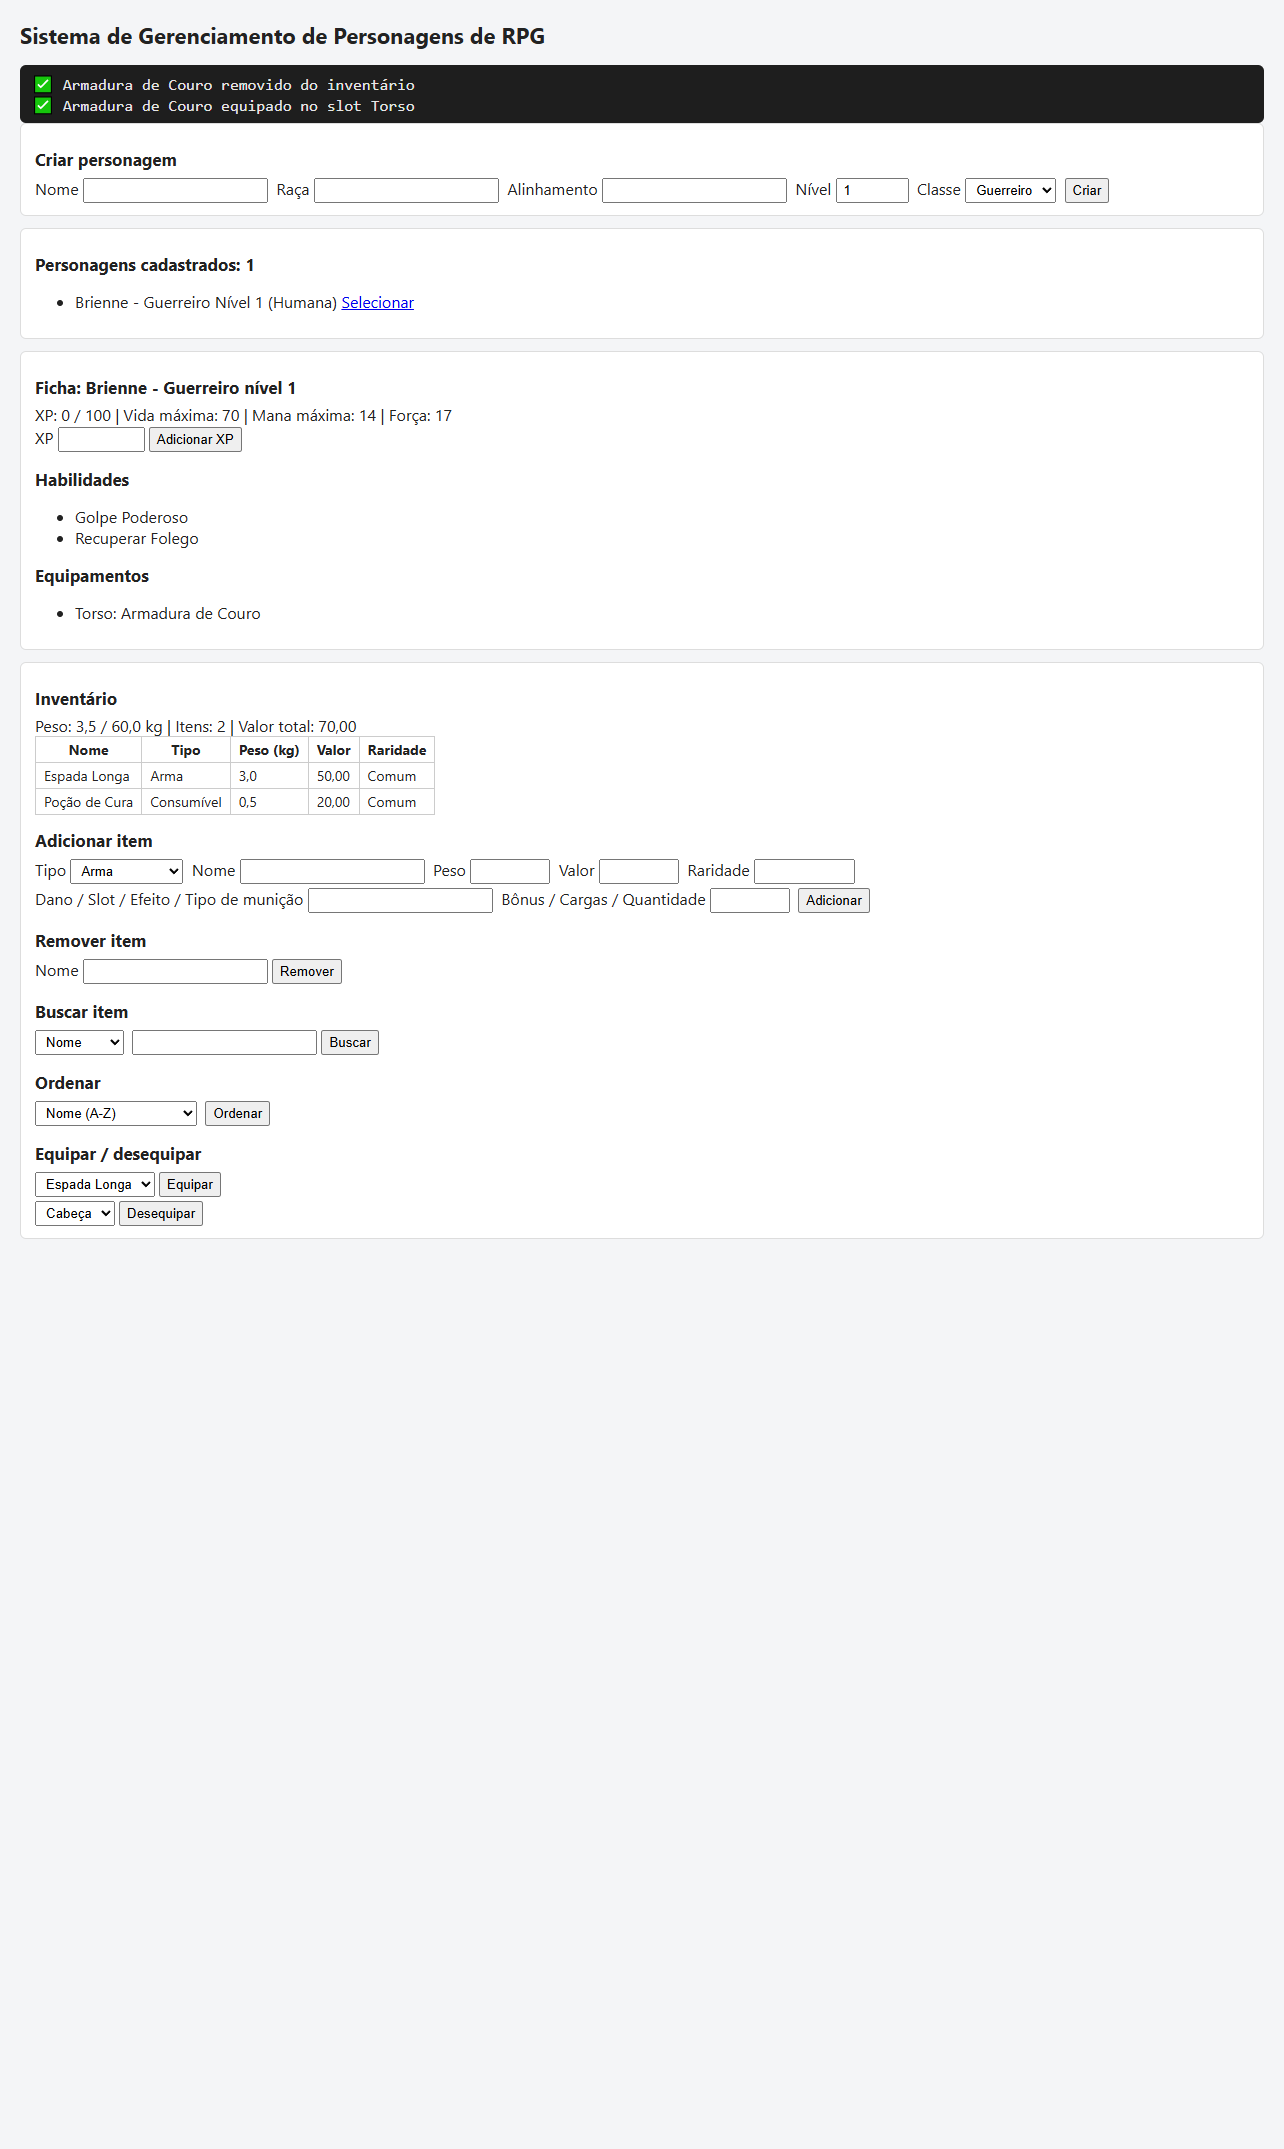 Sistema de Gerenciamento de Personagens de RPG
✅ Armadura de Couro removido do inventário
✅ Armadura de Couro equipado no slot Torso
Criar personagem
Nome Raça Alinhamento Nível 1 Classe Guerreiro Criar
Personagens cadastrados: 1
• Brienne - Guerreiro Nível 1 (Humana) Selecionar
Ficha: Brienne - Guerreiro nível 1
XP: 0 / 100 | Vida máxima: 70 | Mana máxima: 14 | Força: 17
XP Adicionar XP
Habilidades
• Golpe Poderoso
• Recuperar Folego
Equipamentos
• Torso: Armadura de Couro
Inventário
Peso: 3,5 / 60,0 kg | Itens: 2 | Valor total: 70,00
Nome Tipo Peso (kg) Valor Raridade
Espada Longa Arma 3,0 50,00 Comum
Poção de Cura Consumível 0,5 20,00 Comum
Adicionar item
Tipo Arma Nome Peso Valor Raridade
Dano / Slot / Efeito / Tipo de munição Bônus / Cargas / Quantidade Adicionar
Remover item
Nome Remover
Buscar item
Nome Buscar
Ordenar
Nome (A-Z) Ordenar
Equipar / desequipar
Espada Longa Equipar
Cabeça Desequipar